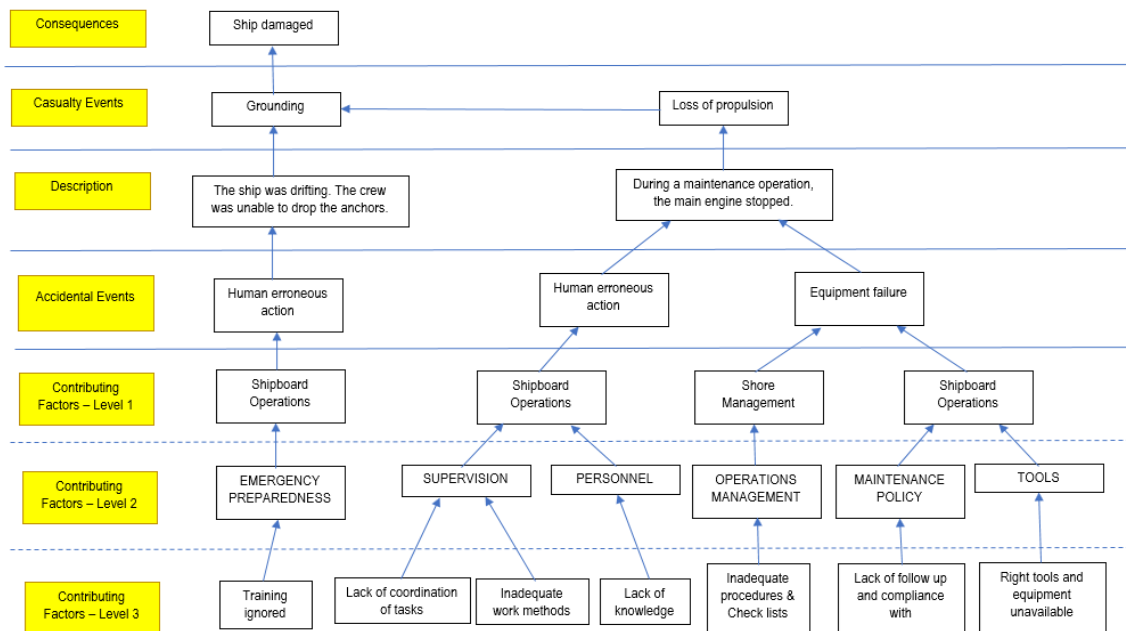 Consequences
Ship damaged
Casualty Events
Grounding
Loss of propulsion
Description
The ship was drifting. The crew
was unable to drop the anchors.
During a maintenance operation,
the main engine stopped.
Accidental Events
Human erroneous
action
Human erroneous
action
Equipment failure
Contributing
Factors – Level 1
Shipboard
Operations
Shipboard
Operations
Shore
Management
Shipboard
Operations
Contributing
Factors – Level 2
EMERGENCY
PREPAREDNESS
SUPERVISION
PERSONNEL
OPERATIONS
MANAGEMENT
MAINTENANCE
POLICY
TOOLS
Contributing
Factors – Level 3
Training
ignored
Lack of coordination
of tasks
Inadequate
work methods
Lack of
knowledge
Inadequate
procedures &
Check lists
Lack of follow up
and compliance
with
Right tools and
equipment
unavailable